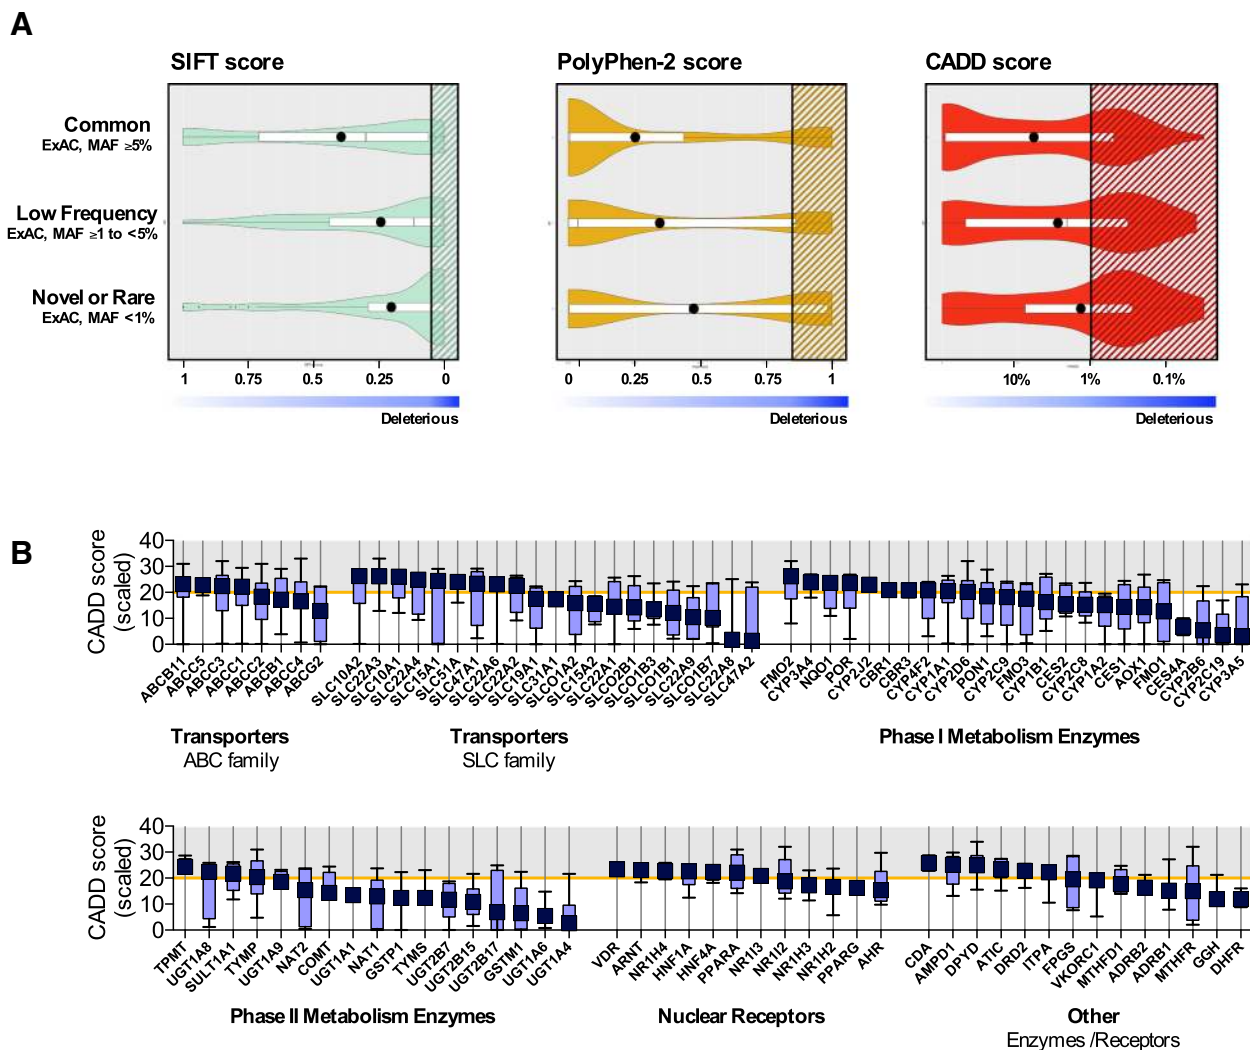 A
SIFT score
PolyPhen-2 score
CADD score
Common
ExAC, MAF ≥5%
Low Frequency
ExAC, MAF ≥1 to <5%
Novel or Rare
ExAC, MAF <1%
1 0.75 0.5 0.25 0
0 0.25 0.5 0.75 1
10% 1% 0.1%
Deleterious
Deleterious
Deleterious
B
CADD score
(scaled)
40
30
20
10
0
ABCB11 ABCC5 ABCC3 ABCC1 ABCC2 ABCB1 ABCC4 ABCG2
SLC10A2 SLC22A3 SLC10A1 SLC22A4 SLC15A1 SLC51A SLC47A1 SLC22A6 SLC22A2 SLC19A1 SLC31A1 SLCO1A2 SLC15A2 SLC22A1 SLCO2B1 SLCO1B3 SLCO1B1 SLC22A9 SLCO1B7 SLC22A8 SLC47A2
FMO2 CYP3A4 NQO1 POR CYP2J2 CBR1 CBR3 CYP4F2 CYP1A1 CYP2D6 PON1 CYP2C9 FMO3 CYP1B1 CES2 CYP2C8 CYP1A2 CES1 AOX1 FMO1 CES4A CYP2B6 CYP2C19 CYP3A5
Transporters
ABC family
Transporters
SLC family
Phase I Metabolism Enzymes
CADD score
(scaled)
40
30
20
10
0
TPMT UGT1A8 SULT1A1 TYMP UGT1A9 NAT2 COMT UGT1A1 NAT1 GSTP1 TYMS UGT2B7 UGT2B15 UGT2B17 GSTM1 UGT1A6 UGT1A4
VDR ARNT NR1H4 HNF1A HNF4A PPARA NR1I3 NR1I2 NR1H3 NR1H2 PPARG AHR
CDA AMPD1 DPYD ATIC DRD2 ITPA FPGS VKORC1 MTHFD1 ADRB2 ADRB1 MTHFR GGH DHFR
Phase II Metabolism Enzymes
Nuclear Receptors
Other
Enzymes /Receptors